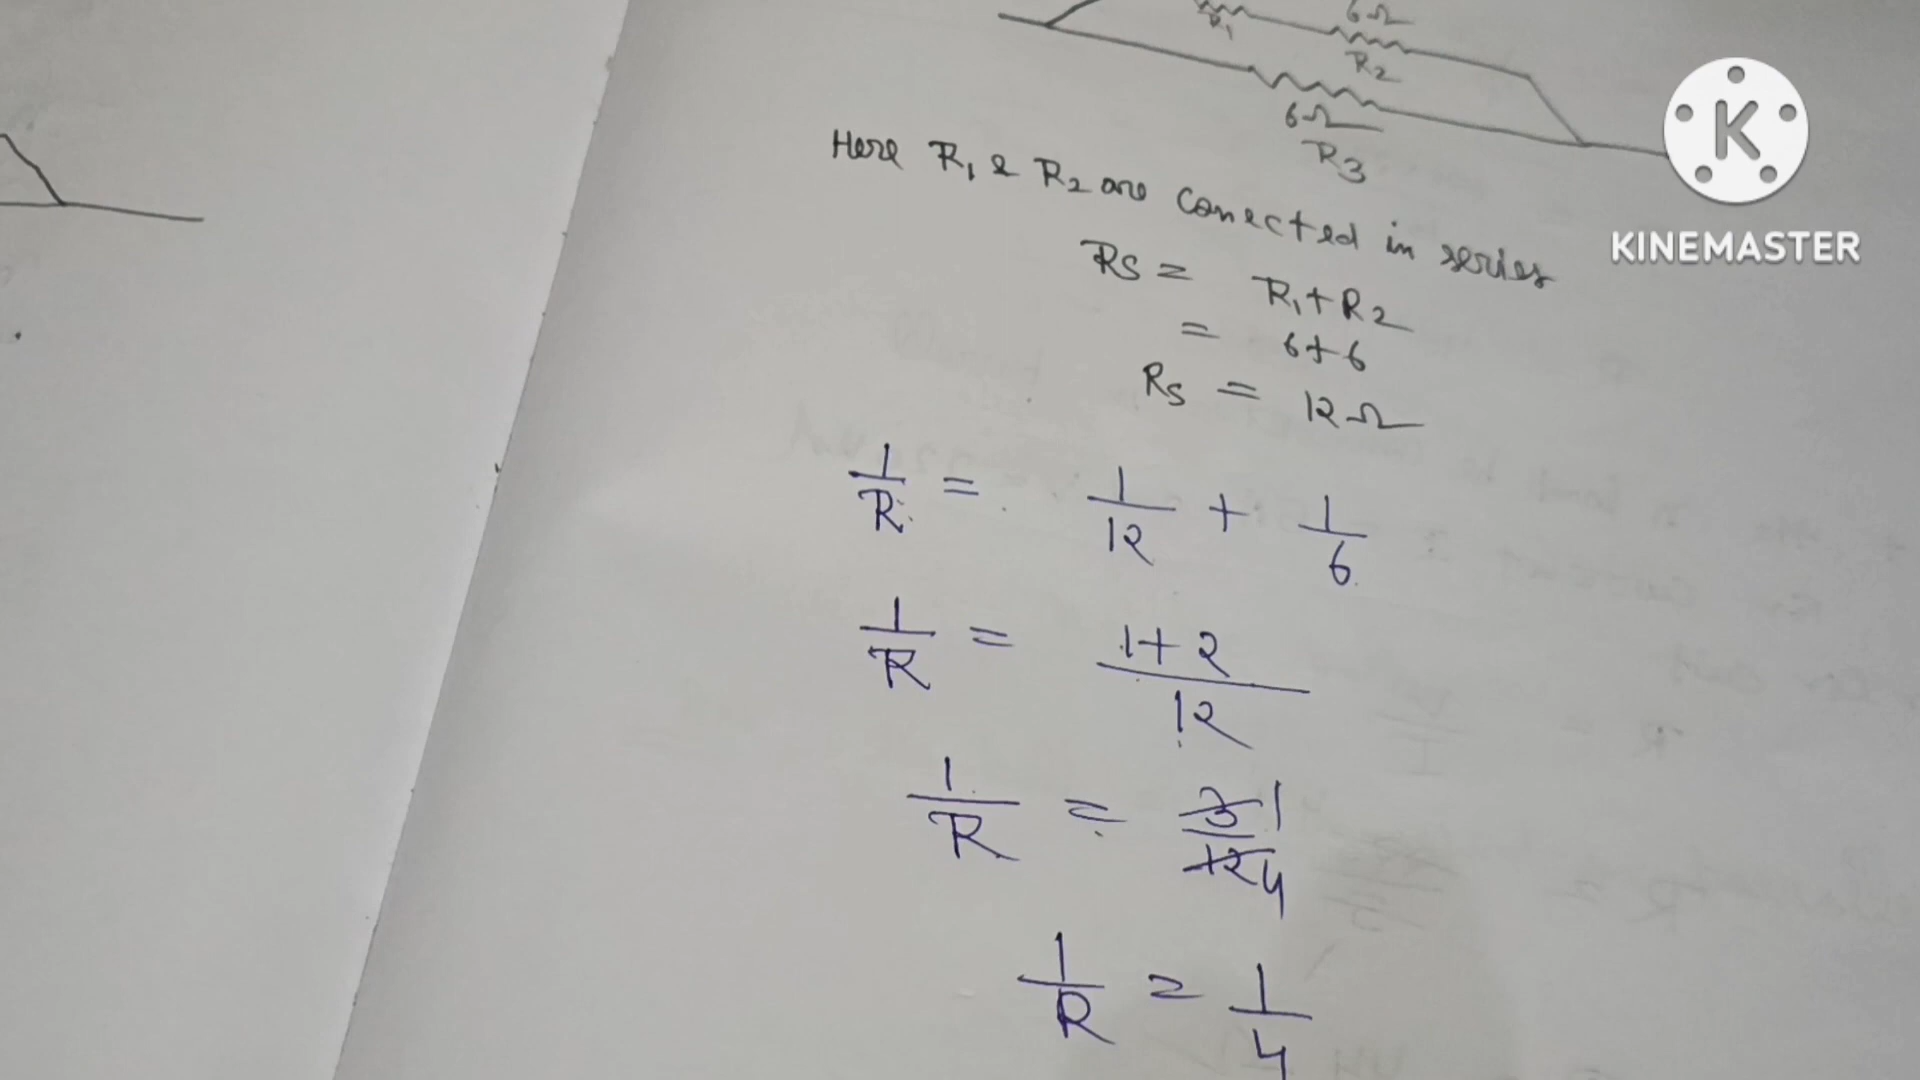 R1
6Ω
R2
6Ω
R3
K
KINEMASTER
Here R1 & R2 are conected in series
Rs = R1+R2
= 6+6
Rs = 12Ω
1/R = 1/12 + 1/6
1/R = 1+2/12
1/R = 3 1/12 4
1/R = 1/4